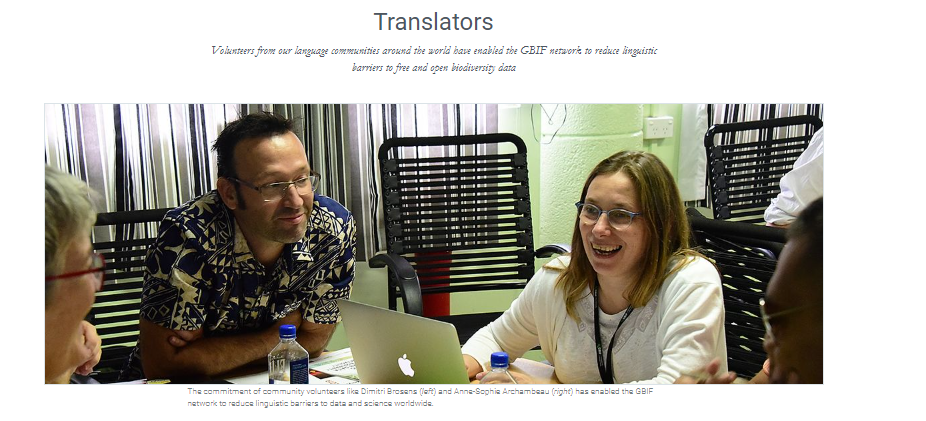 Translators
Volunteers from our language communities around the world have enabled the GBIF network to reduce linguistic
barriers to free and open biodiversity data
The commitment of community volunteers like Dimitri Brosens (left) and Anne-Sophie Archambeau (right) has enabled the GBIF
network to reduce linguistic barriers to data and science worldwide.